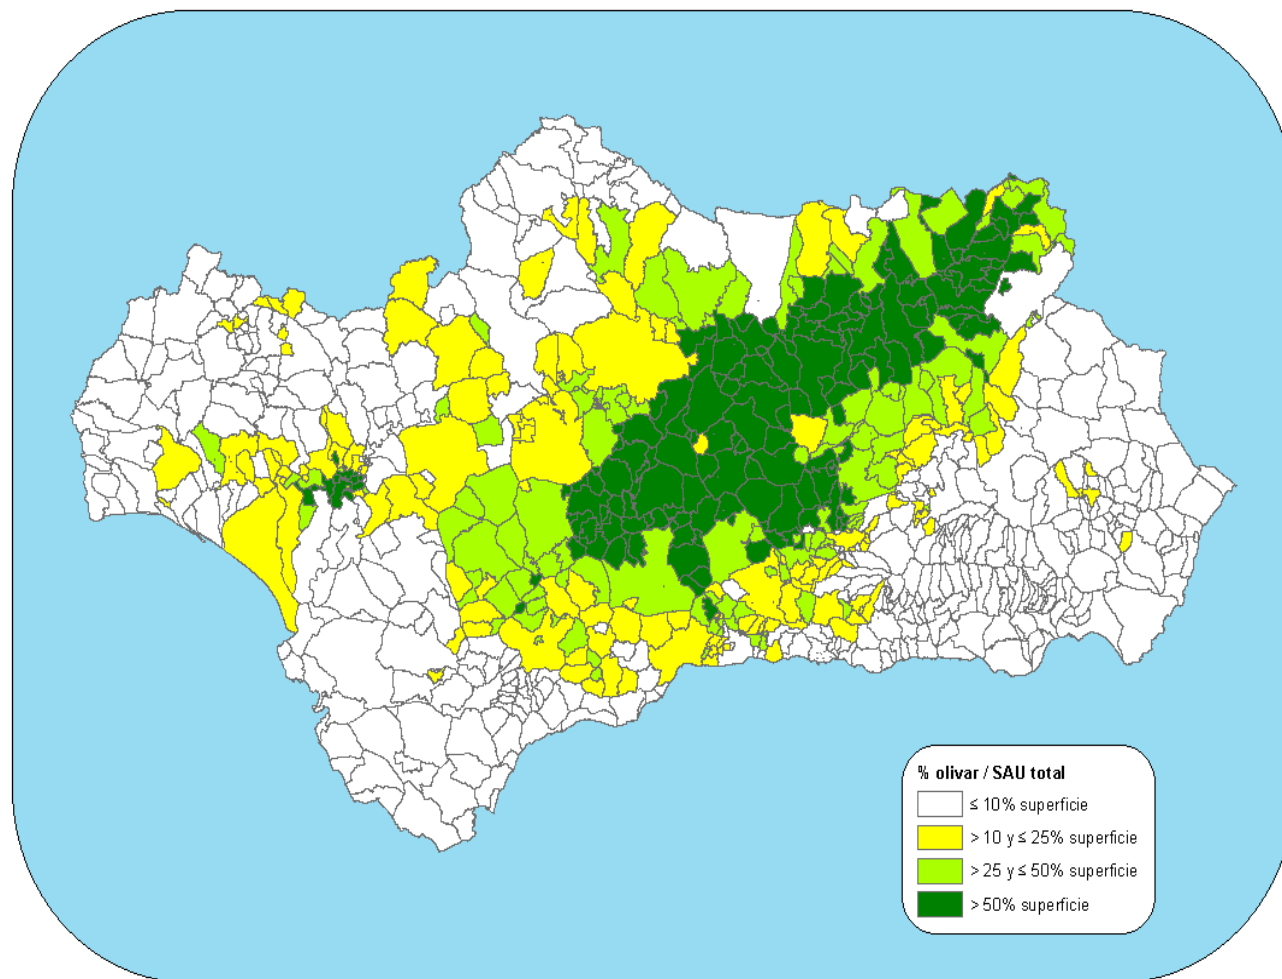 % olivar / SAU total
≤ 10% superficie
> 10 y ≤ 25% superficie
> 25 y ≤ 50% superficie
> 50% superficie